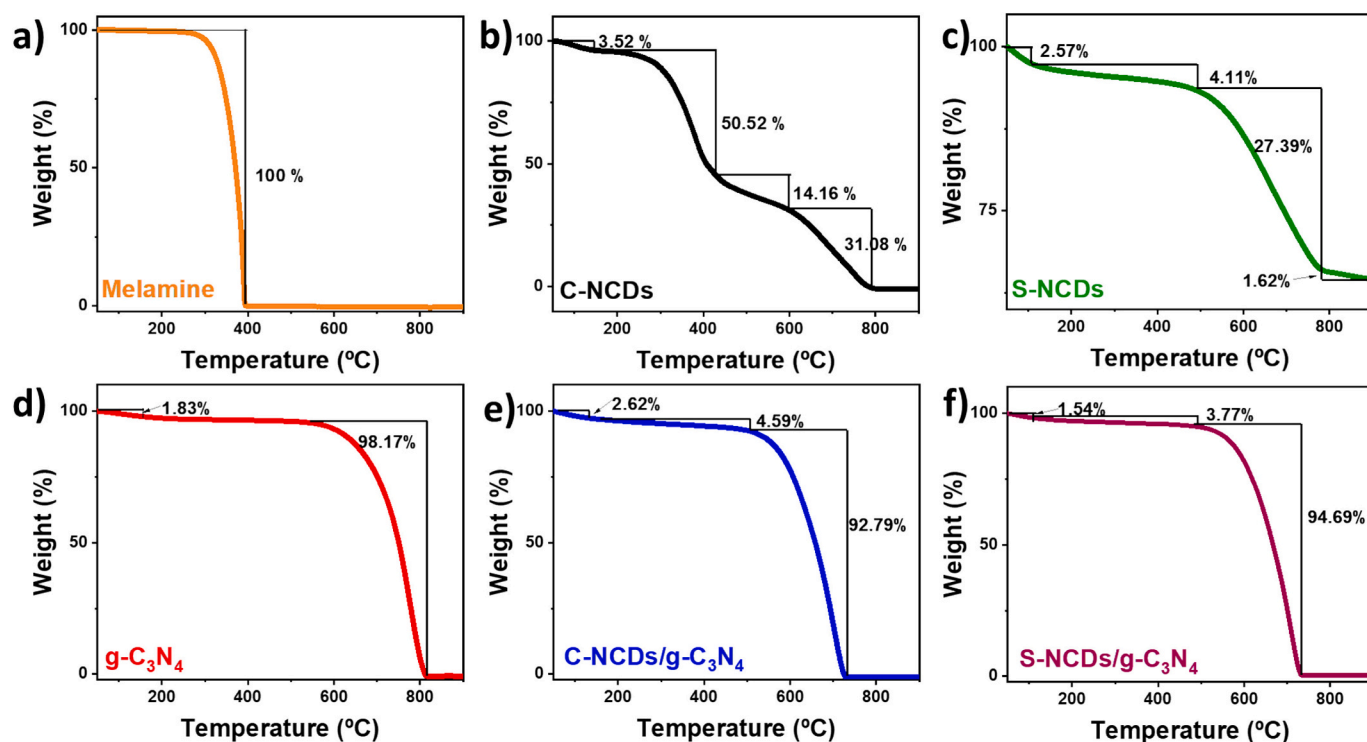 a)
100
50
0
100 %
Melamine
200 400 600 800
Temperature (ºC)
Weight (%)
b)
100
50
0
3.52 %
50.52 %
14.16 %
31.08 %
C-NCDs
200 400 600 800
Temperature (ºC)
Weight (%)
c)
100
75
2.57%
4.11%
27.39%
1.62%
S-NCDs
200 400 600 800
Temperature (ºC)
Weight (%)
d)
100
50
0
1.83%
98.17%
g-C₃N₄
200 400 600 800
Temperature (ºC)
Weight (%)
e)
100
50
0
2.62%
4.59%
92.79%
C-NCDs/g-C₃N₄
200 400 600 800
Temperature (ºC)
Weight (%)
f)
100
50
0
1.54%
3.77%
94.69%
S-NCDs/g-C₃N₄
200 400 600 800
Temperature (ºC)
Weight (%)